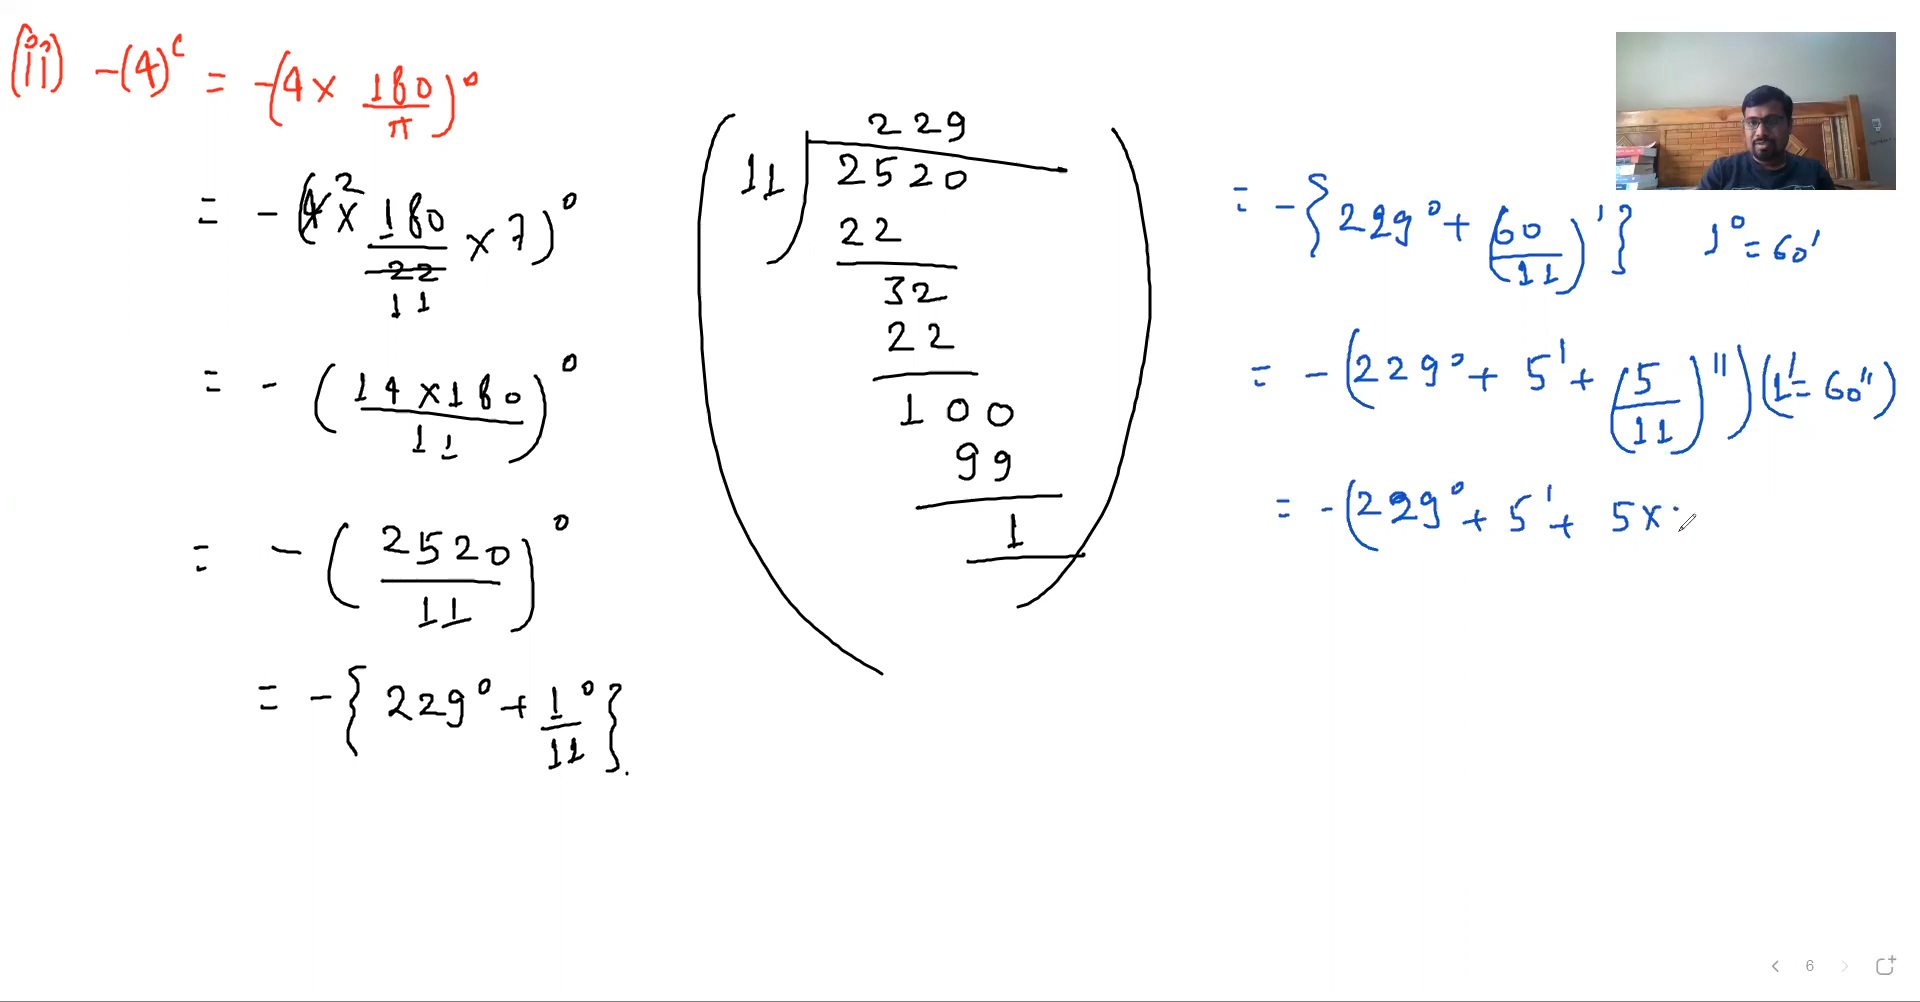 (ii) -(4)ᶜ = -(4 × 180/π)°
= -(4 ×² 180/22 × 7)°
11
= -(14 × 180/11)°
= -(2520/11)°
= -{229° + 1°/11}.
229
11 ) 2520
22
32
22
100
99
1
= -{229° + (60/11)'} 1° = 60'
= -(229° + 5' + (5/11)'') (1' = 60'')
= -(229° + 5' + 5 ×
6